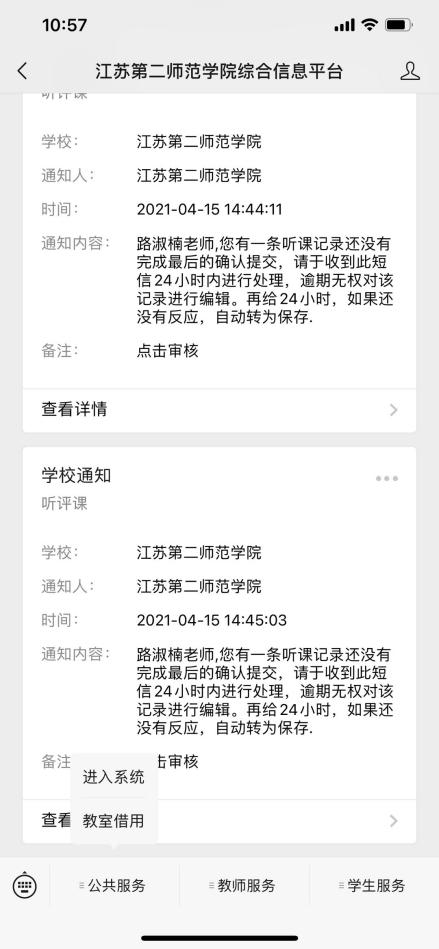 10:57
江苏第二师范学院综合信息平台
听评课
学校：
江苏第二师范学院
通知人：
江苏第二师范学院
时间：
2021-04-15 14:44:11
通知内容：
路淑楠老师,您有一条听课记录还没有
完成最后的确认提交，请于收到此短
信24小时内进行处理，逾期无权对该
记录进行编辑。再给24小时，如果还
没有反应，自动转为保存.
备注：
点击审核
查看详情
学校通知
听评课
学校：
江苏第二师范学院
通知人：
江苏第二师范学院
时间：
2021-04-15 14:45:03
通知内容：
路淑楠老师,您有一条听课记录还没有
完成最后的确认提交，请于收到此短
信24小时内进行处理，逾期无权对该
记录进行编辑。再给24小时，如果还
没有反应，自动转为保存.
备注
击审核
进入系统
查看
教室借用
公共服务
教师服务
学生服务